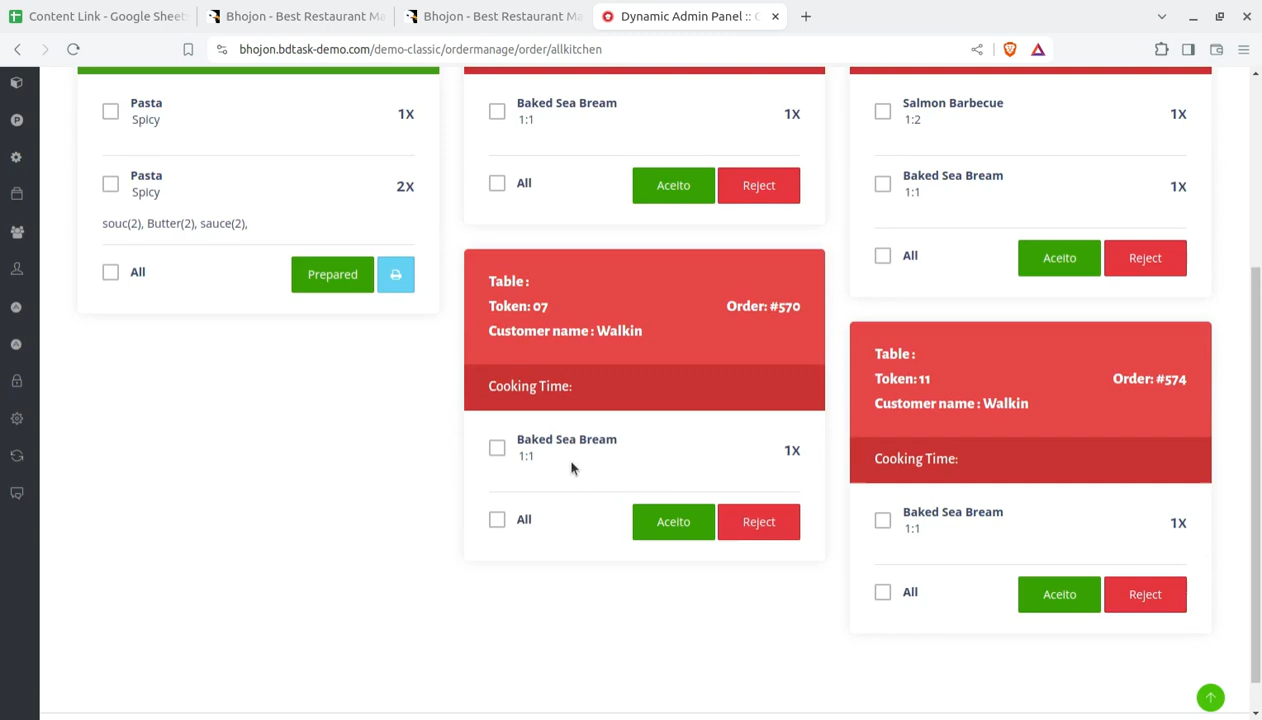 Content Link - Google Sheet
Bhojon - Best Restaurant Ma
Bhojon - Best Restaurant Ma
Dynamic Admin Panel :: C
bhojon.bdtask-demo.com/demo-classic/ordermanage/order/allkitchen
Pasta
Spicy
1X
Pasta
Spicy
2X
souc(2), Butter(2), sauce(2),
All
Prepared
Baked Sea Bream
1:1
1X
All
Aceito
Reject
Table :
Token: 07
Order: #570
Customer name : Walkin
Cooking Time:
Baked Sea Bream
1:1
1X
All
Aceito
Reject
Salmon Barbecue
1:2
1X
Baked Sea Bream
1:1
1X
All
Aceito
Reject
Table :
Token: 11
Order: #574
Customer name : Walkin
Cooking Time:
Baked Sea Bream
1:1
1X
All
Aceito
Reject